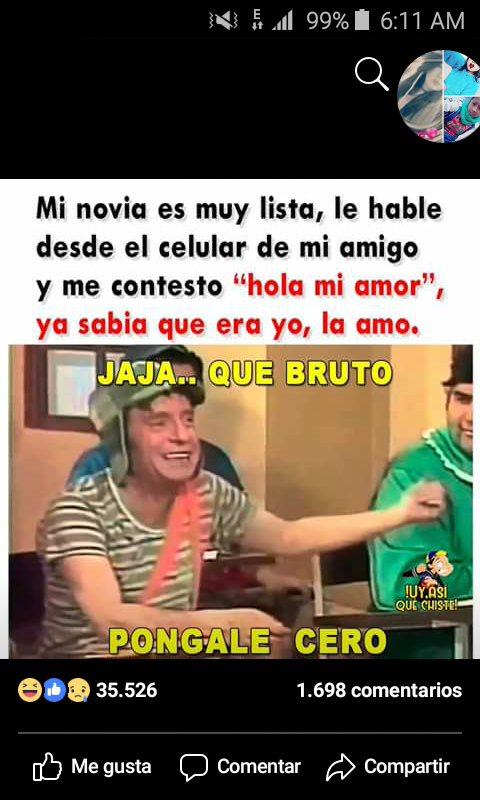 E
99%
6:11 AM
Mi novia es muy lista, le hable
desde el celular de mi amigo
y me contesto “hola mi amor”,
ya sabia que era yo, la amo.
JAJA.. QUE BRUTO
!UY,ASI
QUE CHISTE!
PONGALE CERO
35.526
1.698 comentarios
Me gusta
Comentar
Compartir